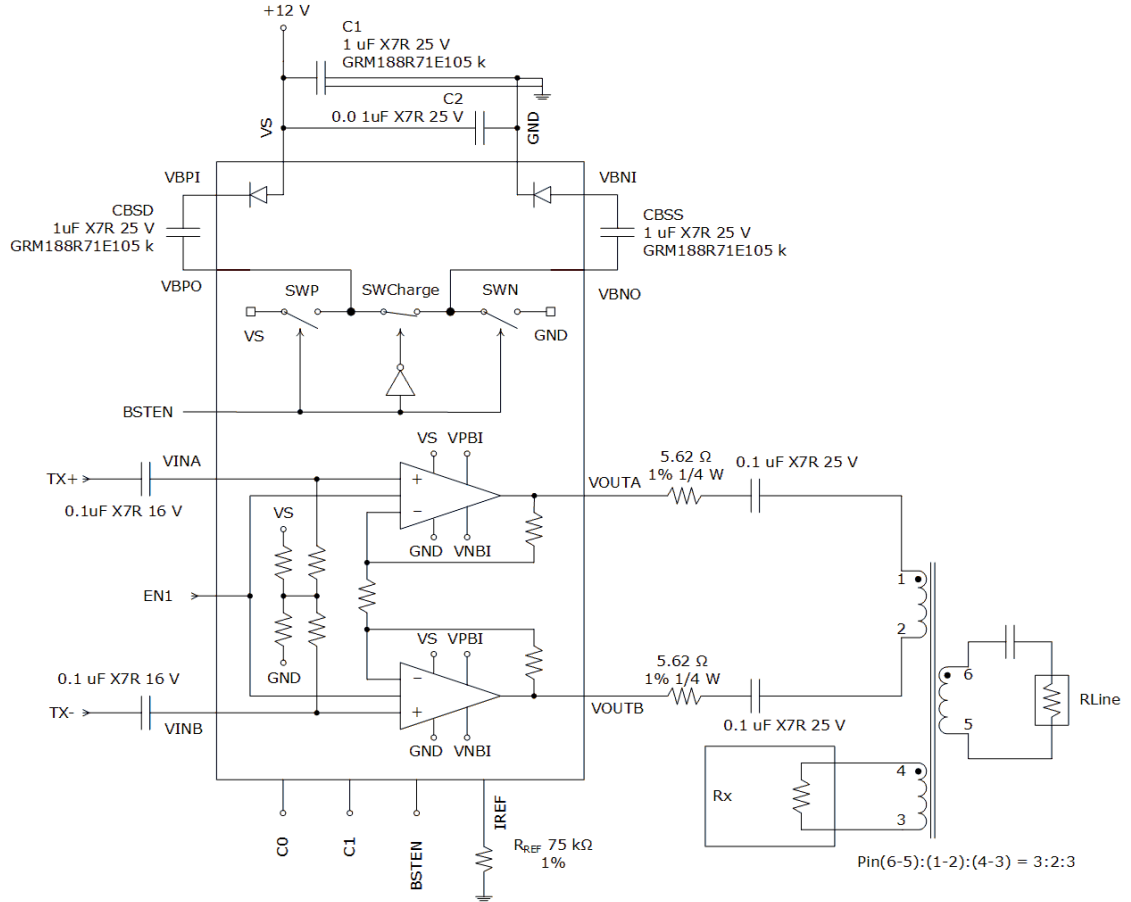 +12 V
C1
1 uF X7R 25 V
GRM188R71E105 k
C2
0.0 1uF X7R 25 V
VS
GND
VBPI
VBNI
CBSD
1uF X7R 25 V
GRM188R71E105 k
CBSS
1 uF X7R 25 V
GRM188R71E105 k
VBPO
VBNO
SWP
SWCharge
SWN
VS
GND
BSTEN
VS
VPBI
TX+
VINA
0.1uF X7R 16 V
+
−
GND
VNBI
VOUTA
5.62 Ω
1% 1/4 W
0.1 uF X7R 25 V
VS
GND
EN1
1
2
VS
VPBI
−
+
GND
VNBI
0.1 uF X7R 16 V
TX-
VINB
VOUTB
5.62 Ω
1% 1/4 W
0.1 uF X7R 25 V
6
5
RLine
Rx
4
3
C0
C1
BSTEN
IREF
RREF 75 kΩ
1%
Pin(6-5):(1-2):(4-3) = 3:2:3